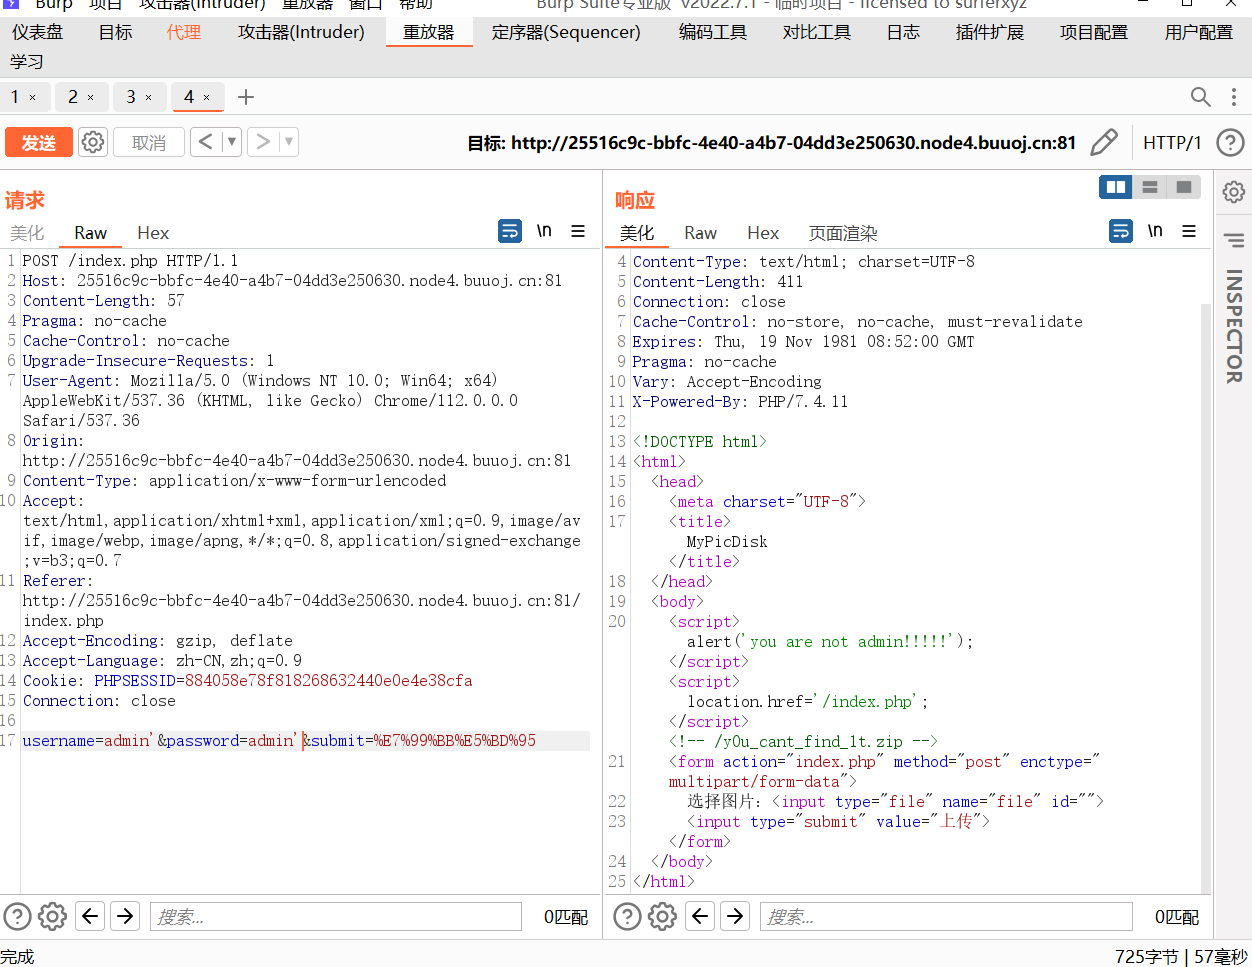 Burp 项目 攻击器(Intruder) 重放器 窗口 帮助 Burp Suite专业版 v2022.7.1 - 临时项目 - licensed to surferxyz
仪表盘 目标 代理 攻击器(Intruder) 重放器 定序器(Sequencer) 编码工具 对比工具 日志 插件扩展 项目配置 用户配置
学习
1 × 2 × 3 × 4 × +
发送 取消 < ▼ > ▼ 目标: http://25516c9c-bbfc-4e40-a4b7-04dd3e250630.node4.buuoj.cn:81 HTTP/1 ?
请求
美化 Raw Hex \n ≡
1 POST /index.php HTTP/1.1
2 Host: 25516c9c-bbfc-4e40-a4b7-04dd3e250630.node4.buuoj.cn:81
3 Content-Length: 57
4 Pragma: no-cache
5 Cache-Control: no-cache
6 Upgrade-Insecure-Requests: 1
7 User-Agent: Mozilla/5.0 (Windows NT 10.0; Win64; x64)
AppleWebKit/537.36 (KHTML, like Gecko) Chrome/112.0.0.0
Safari/537.36
8 Origin:
http://25516c9c-bbfc-4e40-a4b7-04dd3e250630.node4.buuoj.cn:81
9 Content-Type: application/x-www-form-urlencoded
10 Accept:
text/html,application/xhtml+xml,application/xml;q=0.9,image/av
if,image/webp,image/apng,*/*;q=0.8,application/signed-exchange
;v=b3;q=0.7
11 Referer:
http://25516c9c-bbfc-4e40-a4b7-04dd3e250630.node4.buuoj.cn:81/
index.php
12 Accept-Encoding: gzip, deflate
13 Accept-Language: zh-CN,zh;q=0.9
14 Cookie: PHPSESSID=884058e78f818268632440e0e4e38cfa
15 Connection: close
16
17 username=admin'&password=admin'&submit=%E7%99%BB%E5%BD%95
? 搜索... 0匹配
响应
美化 Raw Hex 页面渲染 \n ≡
4 Content-Type: text/html; charset=UTF-8
5 Content-Length: 411
6 Connection: close
7 Cache-Control: no-store, no-cache, must-revalidate
8 Expires: Thu, 19 Nov 1981 08:52:00 GMT
9 Pragma: no-cache
10 Vary: Accept-Encoding
11 X-Powered-By: PHP/7.4.11
12
13 <!DOCTYPE html>
14 <html>
15 <head>
16 <meta charset="UTF-8">
17 <title>
MyPicDisk
</title>
18 </head>
19 <body>
20 <script>
alert('you are not admin!!!!!');
</script>
<script>
location.href='/index.php';
</script>
<!-- /y0u_cant_find_1t.zip -->
21 <form action="index.php" method="post" enctype="
multipart/form-data">
22 选择图片：<input type="file" name="file" id="">
23 <input type="submit" value="上传">
</form>
24 </body>
25 </html>
? 搜索... 0匹配
INSPECTOR
完成 725字节 | 57毫秒